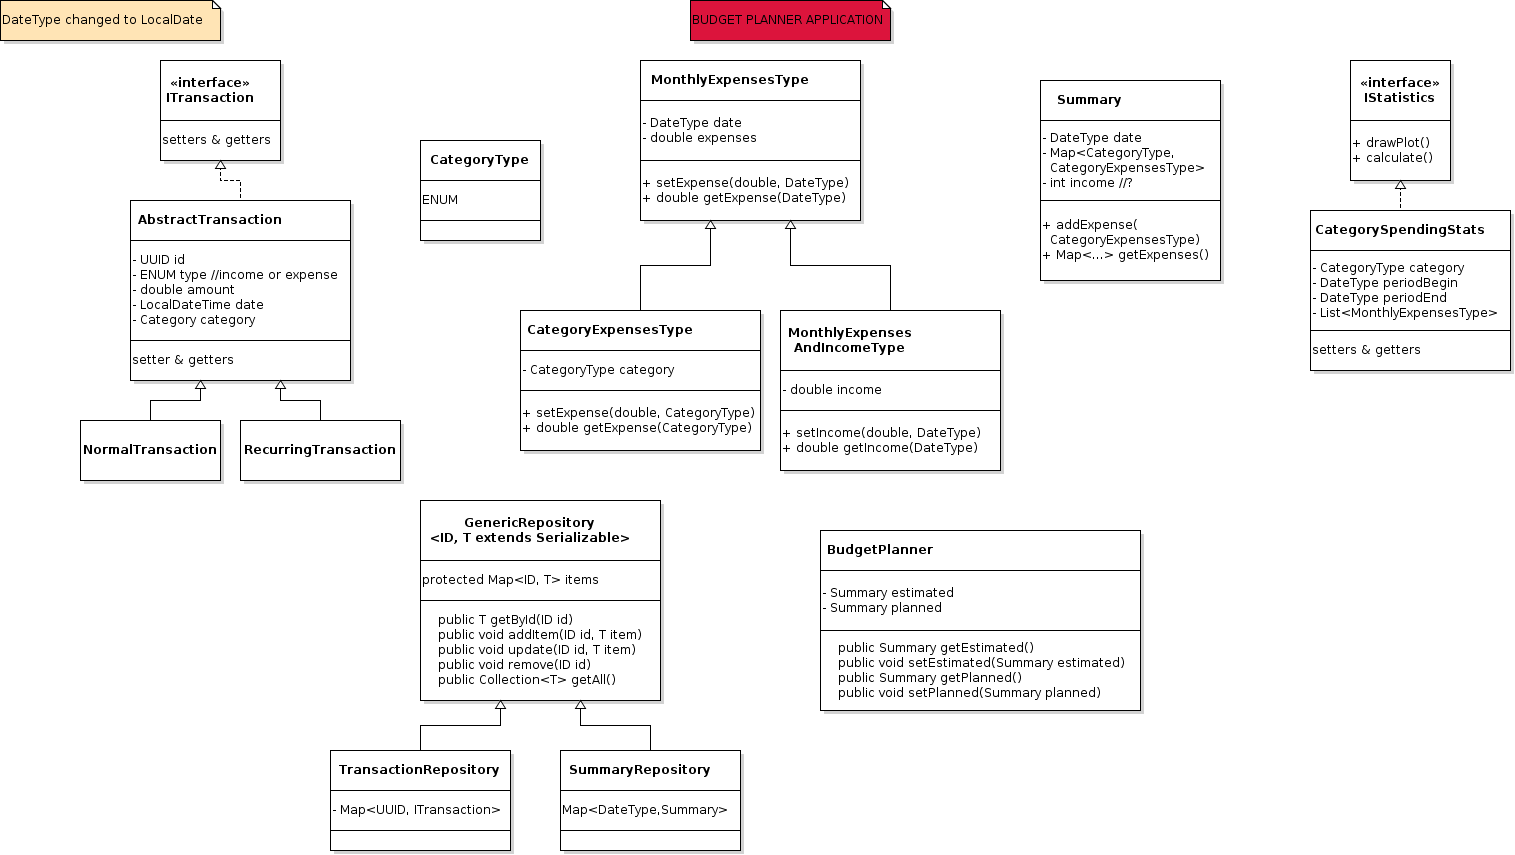 DateType changed to LocalDate
BUDGET PLANNER APPLICATION
«interface»
ITransaction
setters & getters
AbstractTransaction
- UUID id
- ENUM type //income or expense
- double amount
- LocalDateTime date
- Category category
setter & getters
NormalTransaction
RecurringTransaction
CategoryType
ENUM
MonthlyExpensesType
- DateType date
- double expenses
+ setExpense(double, DateType)
+ double getExpense(DateType)
CategoryExpensesType
- CategoryType category
+ setExpense(double, CategoryType)
+ double getExpense(CategoryType)
MonthlyExpenses
AndIncomeType
- double income
+ setIncome(double, DateType)
+ double getIncome(DateType)
Summary
- DateType date
- Map<CategoryType,
CategoryExpensesType>
- int income //?
+ addExpense(
CategoryExpensesType)
+ Map<...> getExpenses()
«interface»
IStatistics
+ drawPlot()
+ calculate()
CategorySpendingStats
- CategoryType category
- DateType periodBegin
- DateType periodEnd
- List<MonthlyExpensesType>
setters & getters
GenericRepository
<ID, T extends Serializable>
protected Map<ID, T> items
public T getById(ID id)
public void addItem(ID id, T item)
public void update(ID id, T item)
public void remove(ID id)
public Collection<T> getAll()
TransactionRepository
- Map<UUID, ITransaction>
SummaryRepository
Map<DateType,Summary>
BudgetPlanner
- Summary estimated
- Summary planned
public Summary getEstimated()
public void setEstimated(Summary estimated)
public Summary getPlanned()
public void setPlanned(Summary planned)